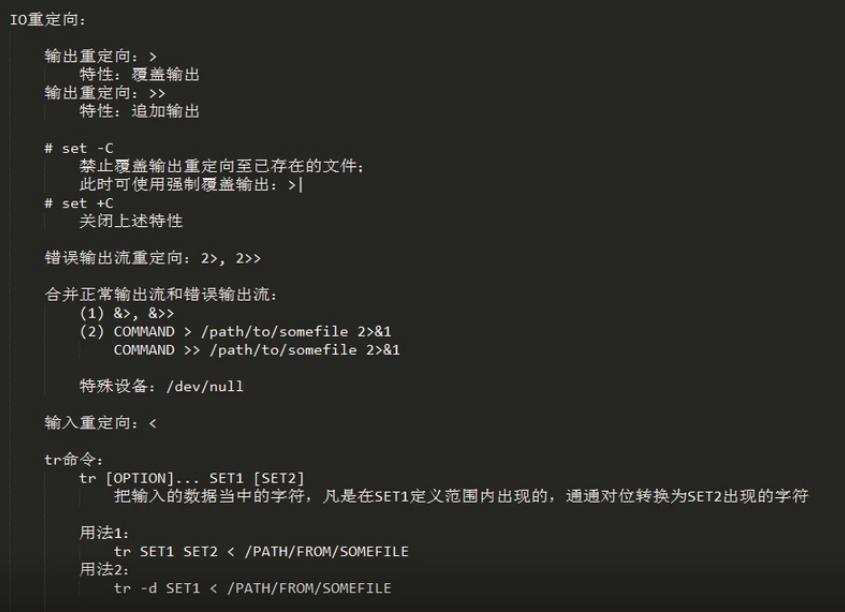 IO重定向：
输出重定向：>
特性：覆盖输出
输出重定向：>>
特性：追加输出
# set -C
禁止覆盖输出重定向至已存在的文件；
此时可使用强制覆盖输出：>|
# set +C
关闭上述特性
错误输出流重定向：2>, 2>>
合并正常输出流和错误输出流：
(1) &>, &>>
(2) COMMAND > /path/to/somefile 2>&1
COMMAND >> /path/to/somefile 2>&1
特殊设备：/dev/null
输入重定向：<
tr命令：
tr [OPTION]... SET1 [SET2]
把输入的数据当中的字符，凡是在SET1定义范围内出现的，通通对位转换为SET2出现的字符
用法1：
tr SET1 SET2 < /PATH/FROM/SOMEFILE
用法2：
tr -d SET1 < /PATH/FROM/SOMEFILE